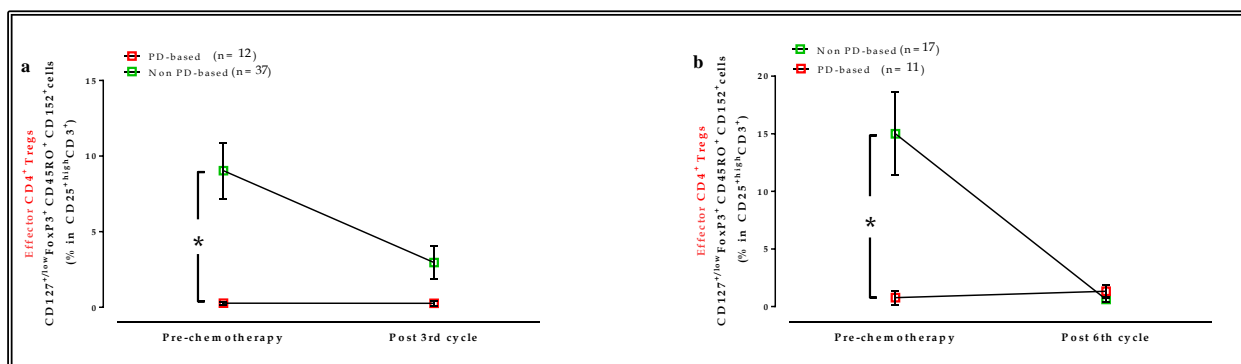 a
PD-based (n= 12)
Non PD-based (n= 37)
Effector CD4⁺ Tregs
CD127⁺/ˡᵒʷFoxP3⁺ CD45RO⁺ CD152⁺cells
(% in CD25⁺ʰⁱᵍʰCD3⁺)
15
10
5
0
*
Pre-chemotherapy Post 3rd cycle
b
Non PD-based (n= 17)
PD-based (n= 11)
Effector CD4⁺ Tregs
CD127⁺/ˡᵒʷFoxP3⁺ CD45RO⁺ CD152⁺cells
(% in CD25⁺ʰⁱᵍʰCD3⁺)
20
15
10
5
0
*
Pre-chemotherapy Post 6th cycle